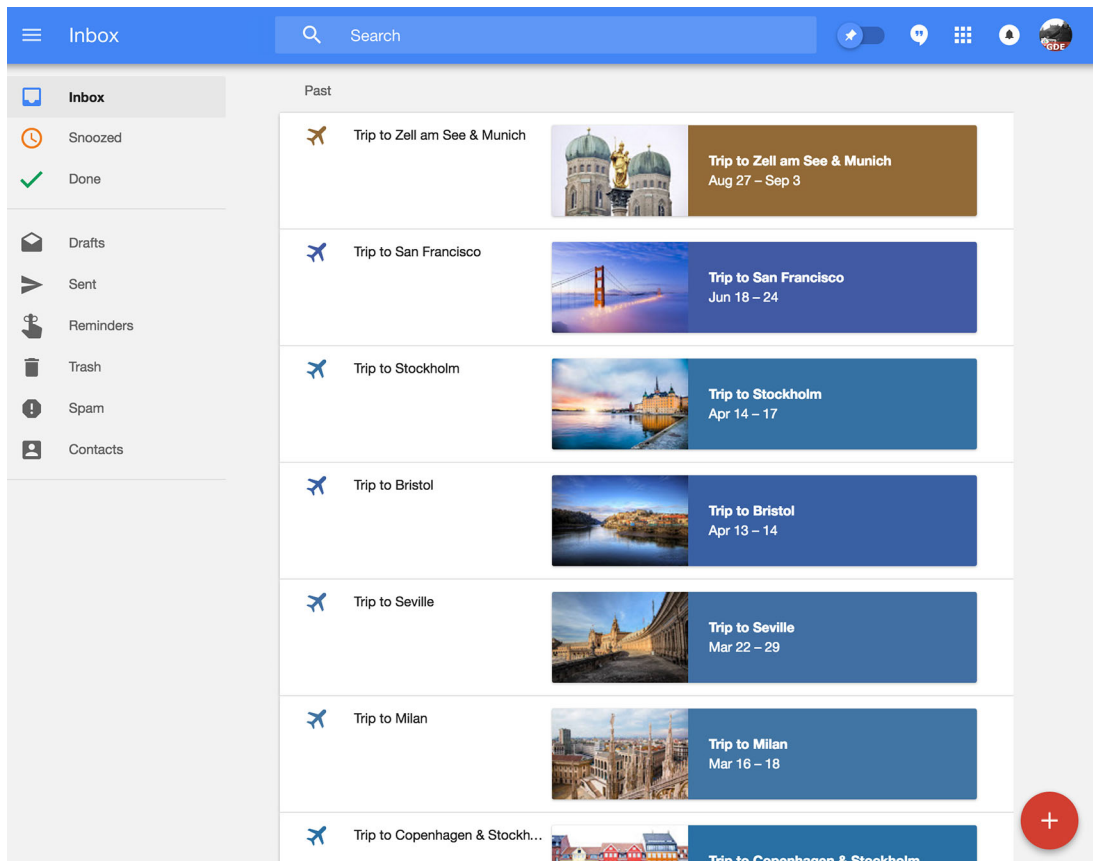 Inbox
Search
GDE
Inbox
Snoozed
Done
Drafts
Sent
Reminders
Trash
Spam
Contacts
Past
Trip to Zell am See & Munich
Trip to Zell am See & Munich
Aug 27 – Sep 3
Trip to San Francisco
Trip to San Francisco
Jun 18 – 24
Trip to Stockholm
Trip to Stockholm
Apr 14 – 17
Trip to Bristol
Trip to Bristol
Apr 13 – 14
Trip to Seville
Trip to Seville
Mar 22 – 29
Trip to Milan
Trip to Milan
Mar 16 – 18
Trip to Copenhagen & Stockh...
Trip to Copenhagen & Stockholm